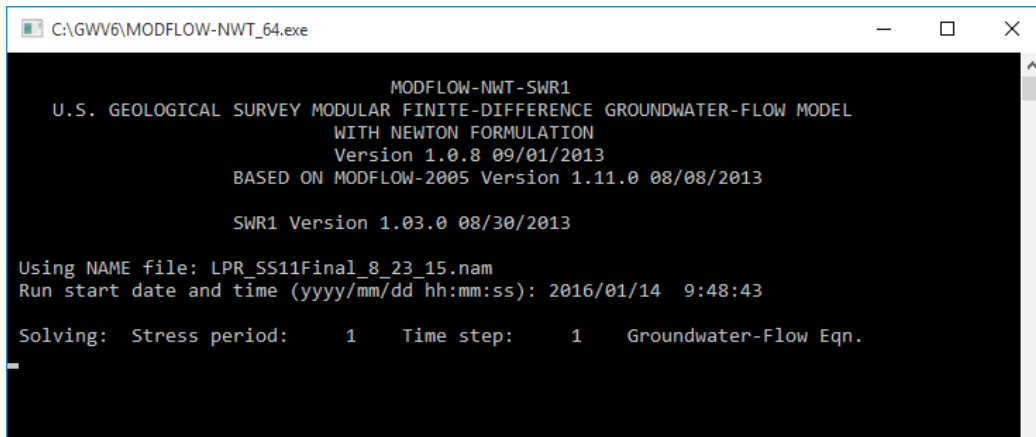 C:\GWV6\MODFLOW-NWT_64.exe
MODFLOW-NWT-SWR1
U.S. GEOLOGICAL SURVEY MODULAR FINITE-DIFFERENCE GROUNDWATER-FLOW MODEL
WITH NEWTON FORMULATION
Version 1.0.8 09/01/2013
BASED ON MODFLOW-2005 Version 1.11.0 08/08/2013
SWR1 Version 1.03.0 08/30/2013
Using NAME file: LPR_SS11Final_8_23_15.nam
Run start date and time (yyyy/mm/dd hh:mm:ss): 2016/01/14  9:48:43
Solving:  Stress period:     1    Time step:     1    Groundwater-Flow Eqn.